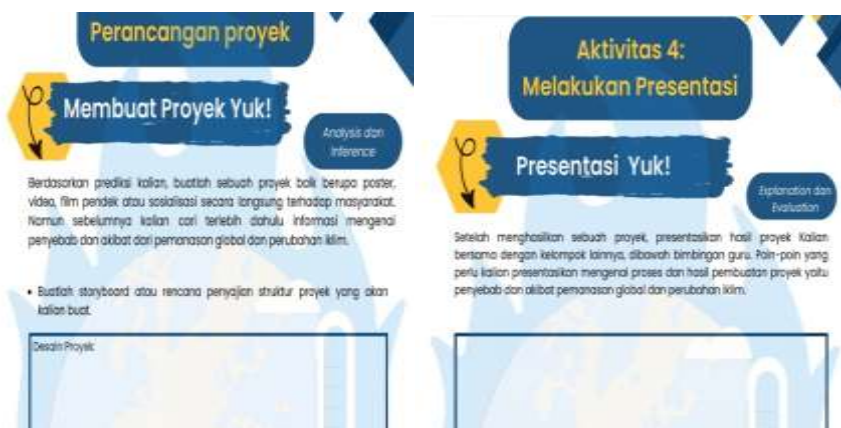 Perancangan proyek
Membuat Proyek Yuk!
Analysis dan
Inference
Berdasarkan prediksi kalian, buatlah sebuah proyek baik berupa poster,
video, film pendek atau sosialisasi secara langsung terhadap masyarakat.
Namun sebelumnya kalian cari terlebih dahulu informasi mengenai
penyebab dan akibat dari pemanasan global dan perubahan iklim.
• Buatlah storyboard atau rencana penyajian struktur proyek yang akan
kalian buat.
Desain Proyek:
Aktivitas 4:
Melakukan Presentasi
Presentasi Yuk!
Explanation dan
Evaluation
Setelah menghasilkan sebuah proyek, presentasikan hasil proyek Kalian
bersama dengan kelompok lainnya, dibawah bimbingan guru. Poin-poin yang
perlu kalian presentasikan mengenai proses dan hasil pembuatan proyek yaitu
penyebab dan akibat pemanasan global dan perubahan iklim.